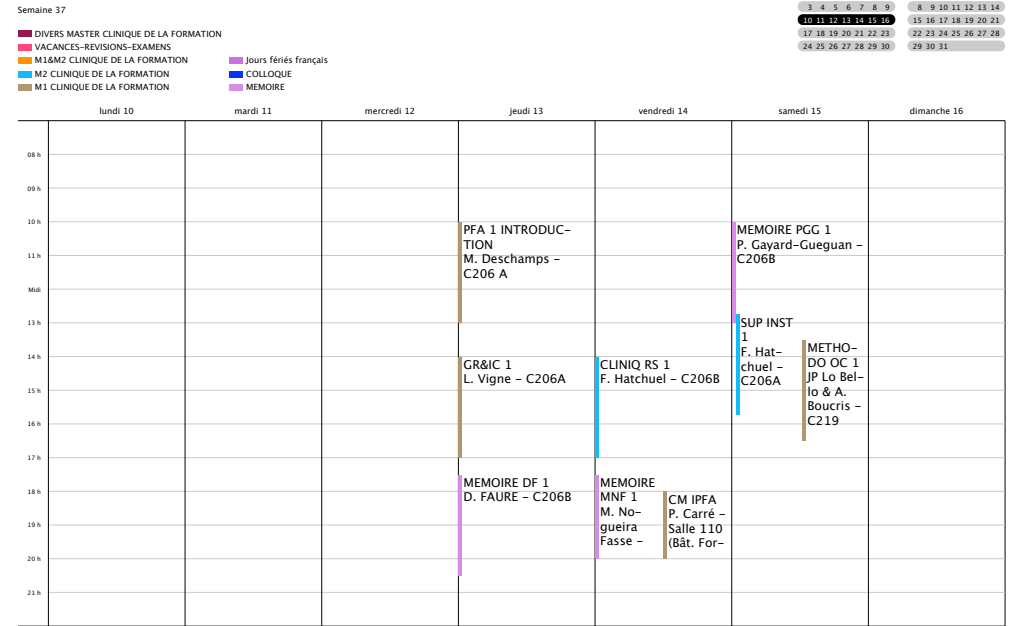 Semaine 37
3 4 5 6 7 8 9
8 9 10 11 12 13 14
10 11 12 13 14 15 16
15 16 17 18 19 20 21
17 18 19 20 21 22 23
22 23 24 25 26 27 28
24 25 26 27 28 29 30
29 30 31
DIVERS MASTER CLINIQUE DE LA FORMATION
VACANCES-REVISIONS-EXAMENS
M1&M2 CLINIQUE DE LA FORMATION
Jours fériés français
M2 CLINIQUE DE LA FORMATION
COLLOQUE
M1 CLINIQUE DE LA FORMATION
MEMOIRE
lundi 10
mardi 11
mercredi 12
jeudi 13
vendredi 14
samedi 15
dimanche 16
08 h
09 h
10 h
11 h
Midi
13 h
14 h
15 h
16 h
17 h
18 h
19 h
20 h
21 h
PFA 1 INTRODUC-
TION
M. Deschamps -
C206 A
GR&IC 1
L. Vigne - C206A
MEMOIRE DF 1
D. FAURE - C206B
CLINIQ RS 1
F. Hatchuel - C206B
MEMOIRE
MNF 1
M. No-
gueira
Fasse -
CM IPFA
P. Carré -
Salle 110
(Bât. For-
MEMOIRE PGG 1
P. Gayard-Gueguan -
C206B
SUP INST
1
F. Hat-
chuel -
C206A
METHO-
DO OC 1
JP Lo Bel-
lo & A.
Boucris -
C219